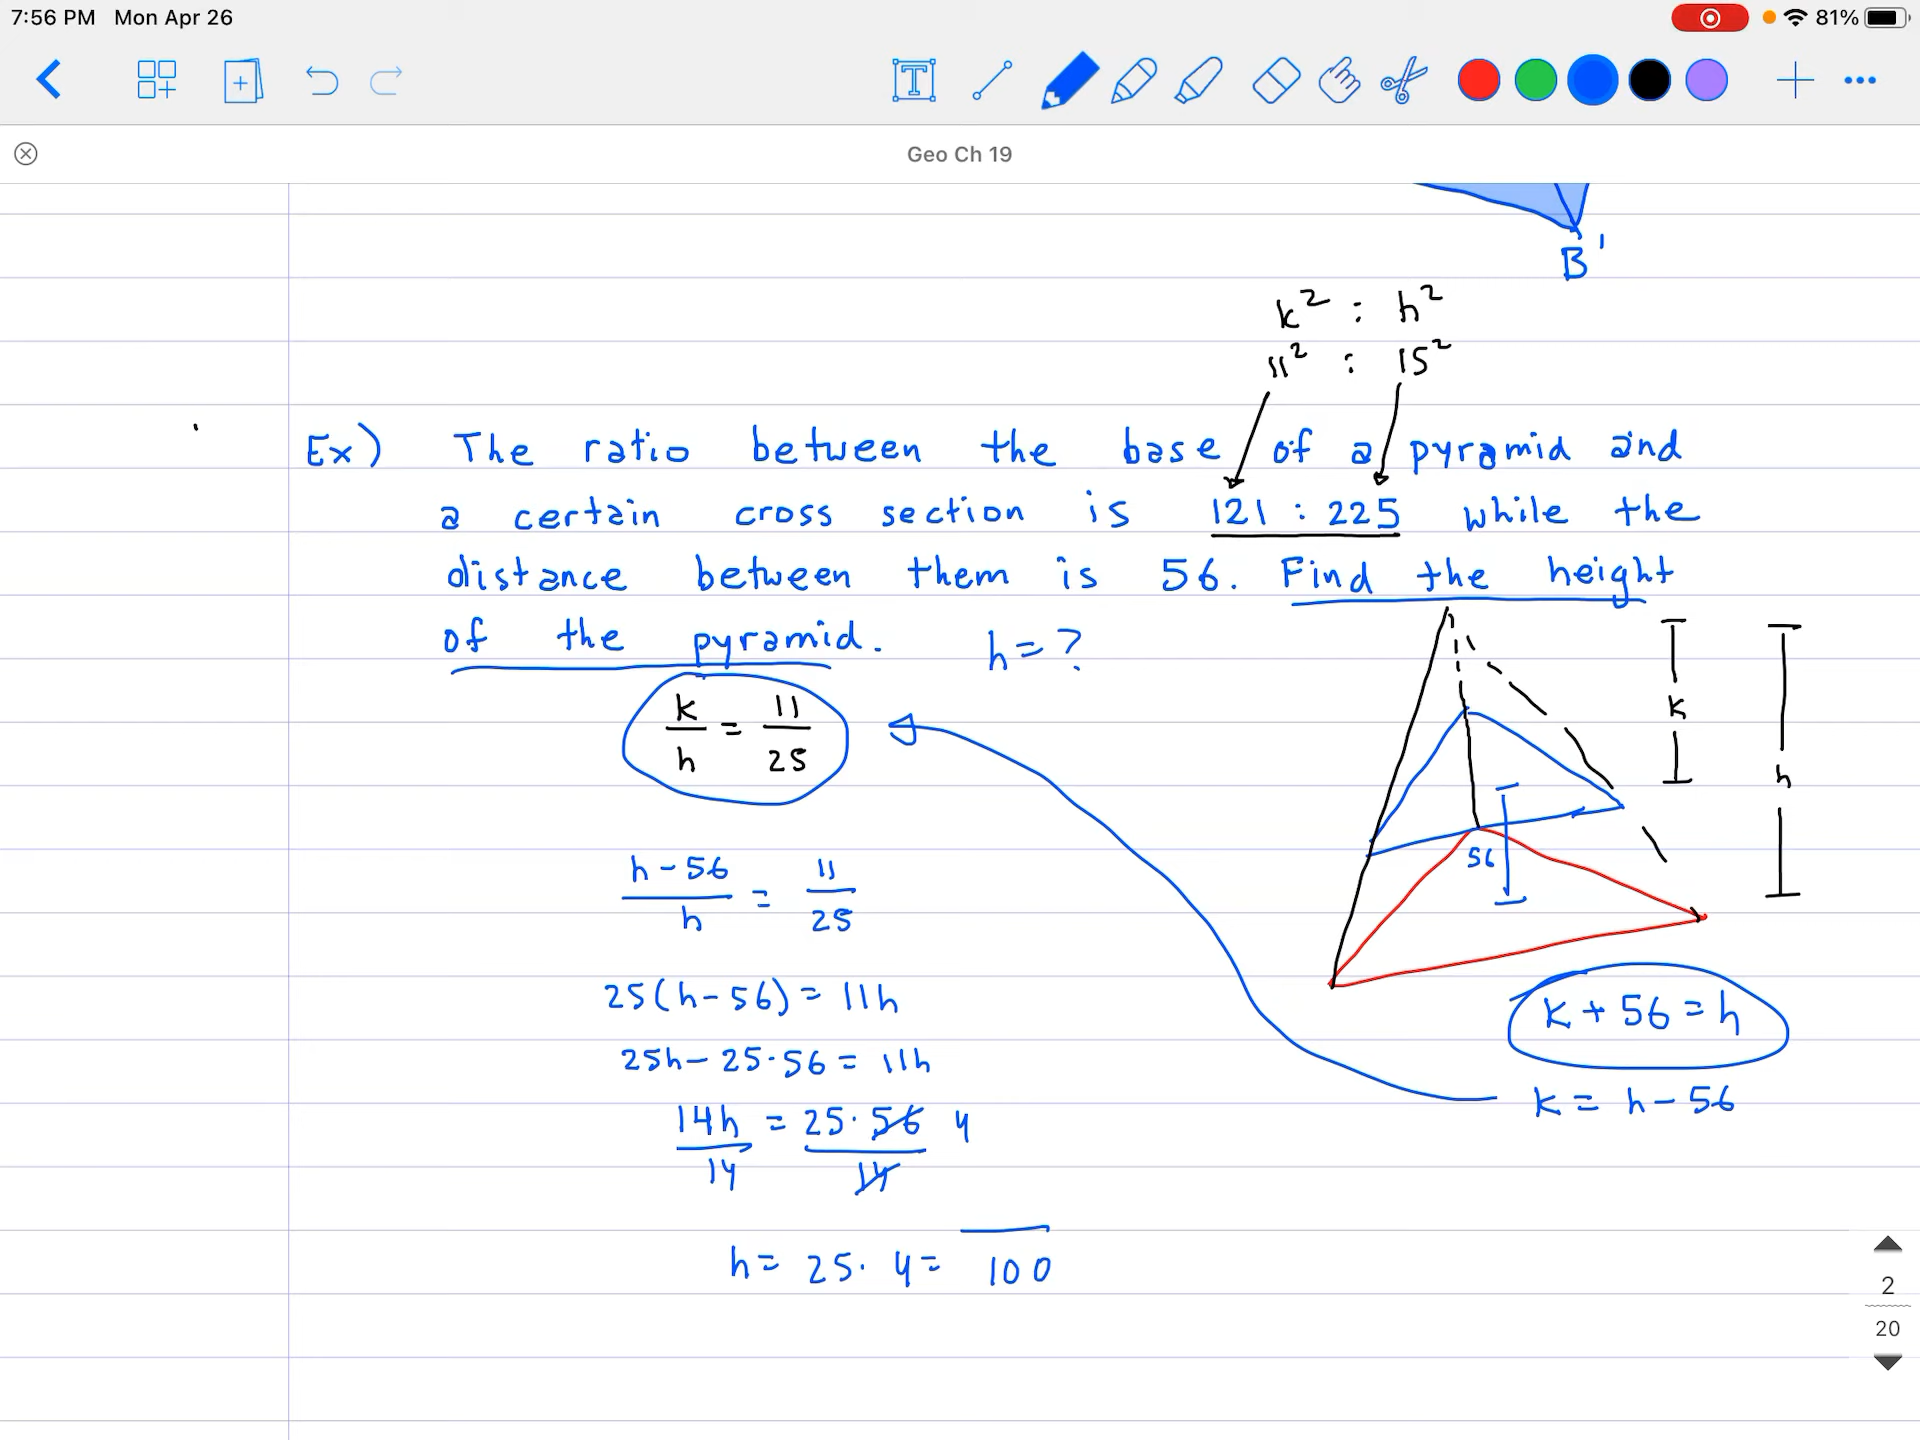 7:56 PM Mon Apr 26
81%
T
Geo Ch 19
B'
k² : h²
11² : 15²
Ex) The ratio between the base of a pyramid and
a certain cross section is 121 : 225 while the
distance between them is 56. Find the height
of the pyramid. h = ?
k/h = 11/25
k
h
56
(h-56)/h = 11/25
25(h-56) = 11h
25h - 25·56 = 11h
14h/14 = 25·56/14 4
h = 25·4 = 100
k + 56 = h
k = h - 56
2
20